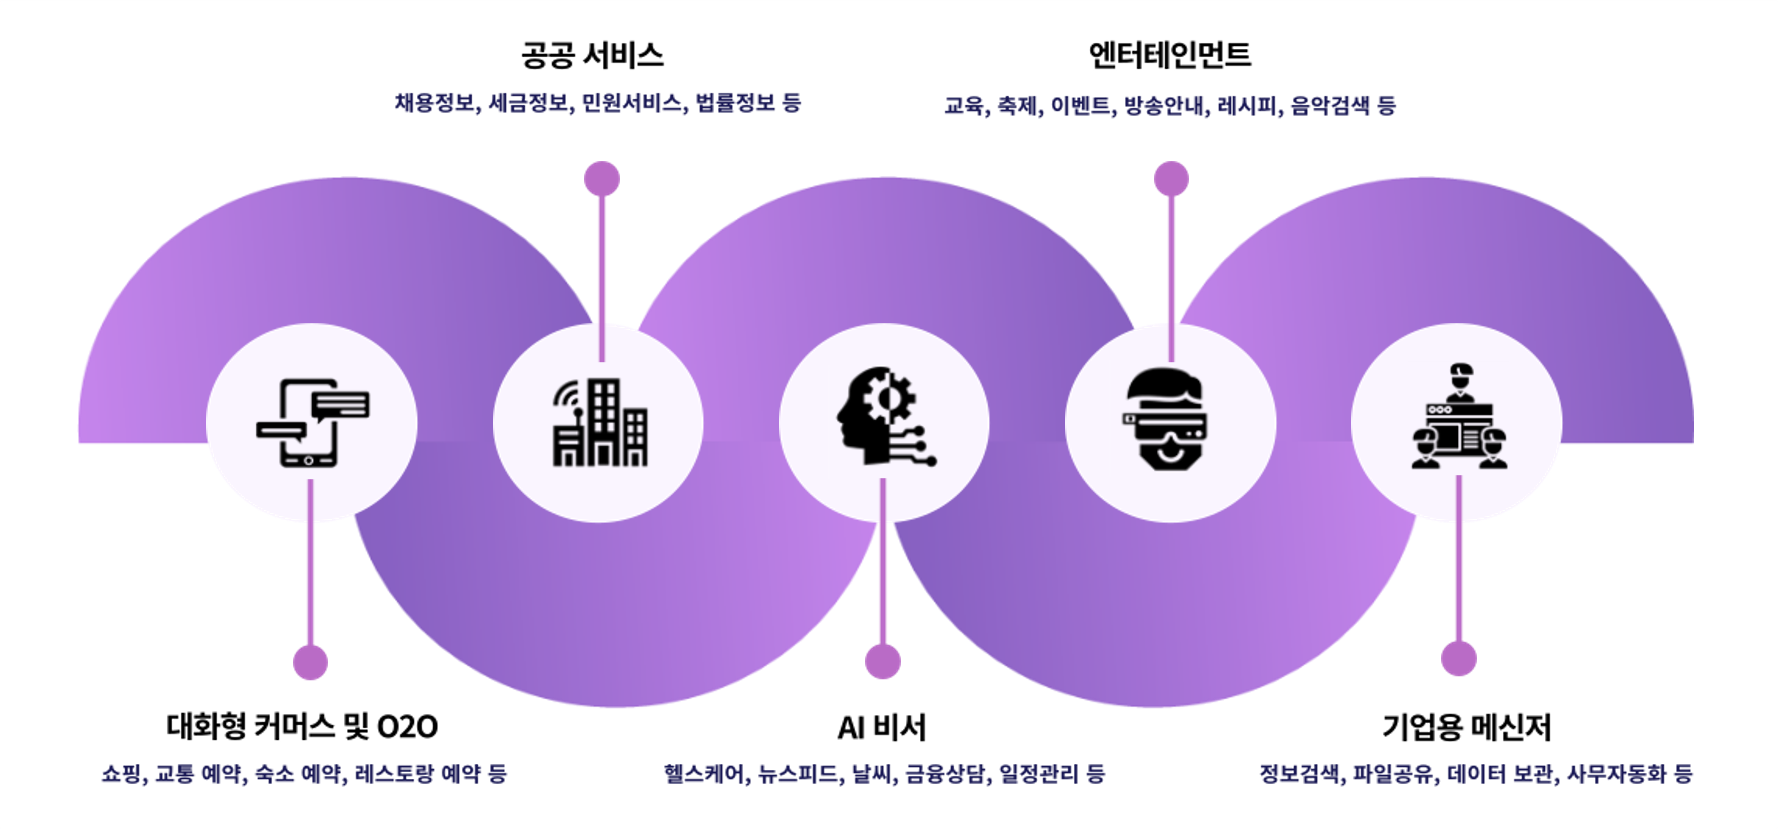 공공 서비스
채용정보, 세금정보, 민원서비스, 법률정보 등
엔터테인먼트
교육, 축제, 이벤트, 방송안내, 레시피, 음악검색 등
대화형 커머스 및 O2O
쇼핑, 교통 예약, 숙소 예약, 레스토랑 예약 등
AI 비서
헬스케어, 뉴스피드, 날씨, 금융상담, 일정관리 등
기업용 메신저
정보검색, 파일공유, 데이터 보관, 사무자동화 등